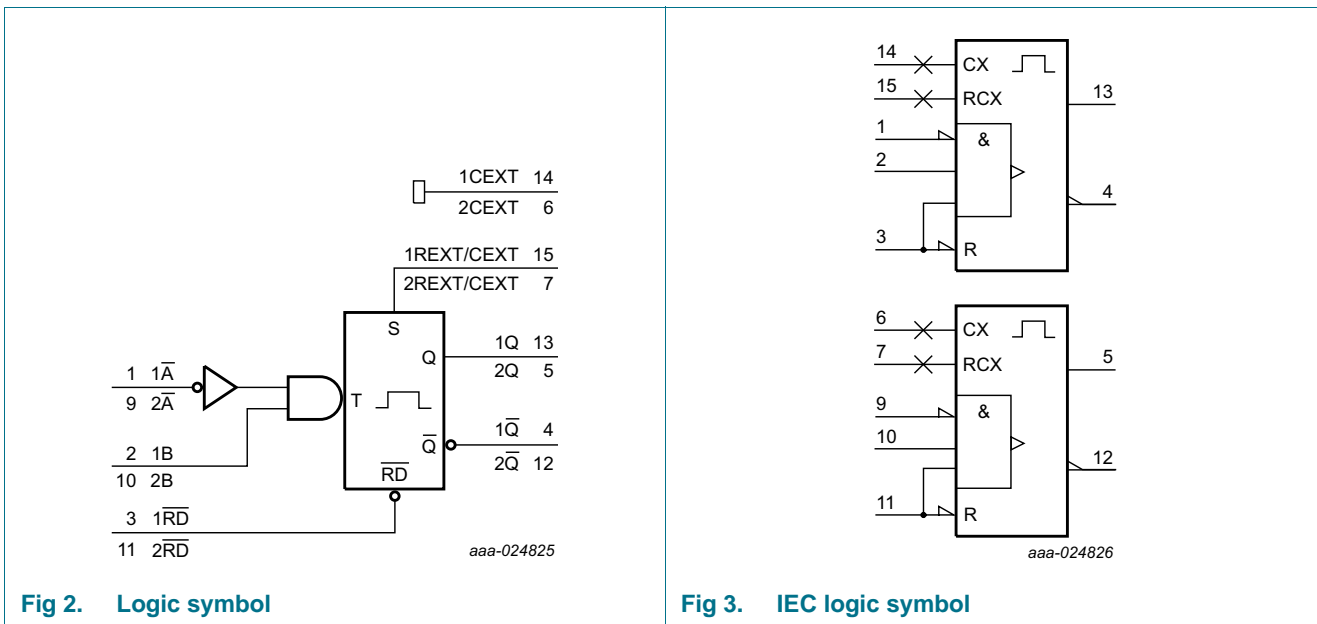 1CEXT 14
2CEXT 6
1REXT/CEXT 15
2REXT/CEXT 7
S
Q
1Q 13
2Q 5
1 1A̅
9 2A̅
T
Q̅
1Q̅ 4
2Q̅ 12
2 1B
10 2B
R̅D̅
3 1R̅D̅
11 2R̅D̅
aaa-024825
Fig 2. Logic symbol
14
CX
15
RCX
13
1
&
2
4
3
R
6
CX
7
RCX
5
9
&
10
12
11
R
aaa-024826
Fig 3. IEC logic symbol